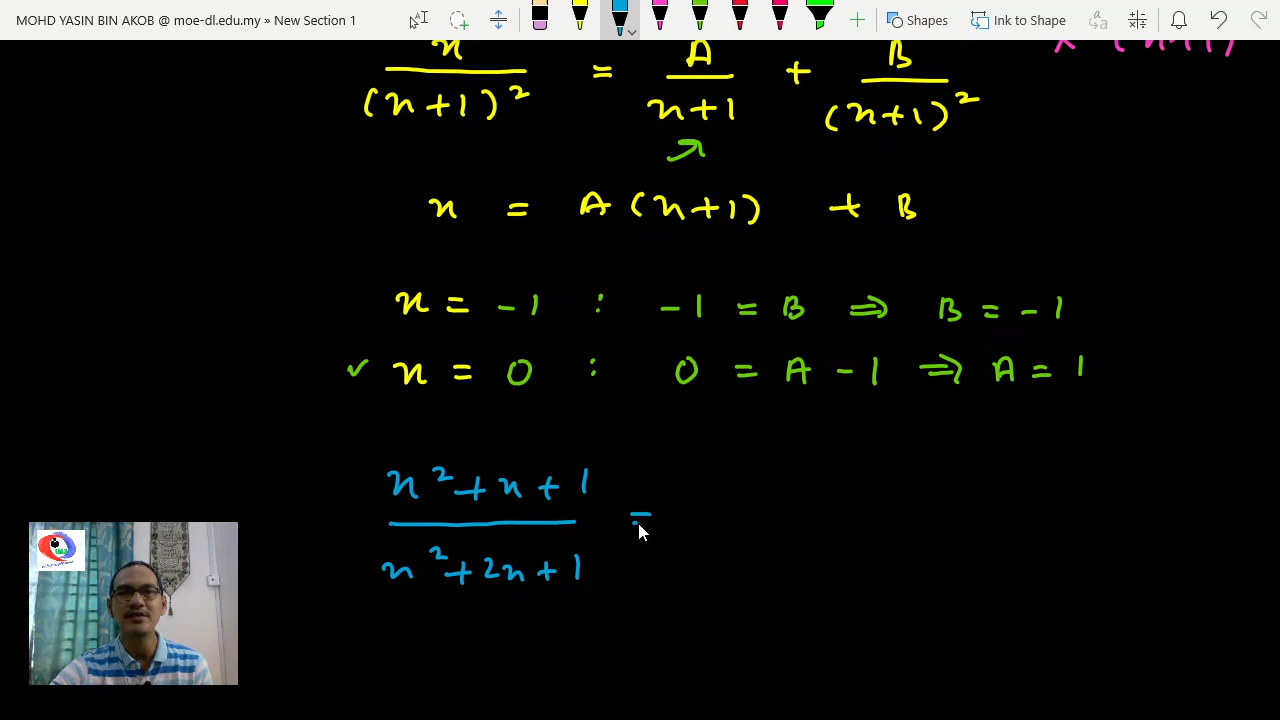 MOHD YASIN BIN AKOB @ moe-dl.edu.my » New Section 1
Shapes
Ink to Shape
x/(x+1)² = A/(x+1) + B/(x+1)²
x = A(x+1) + B
x = -1 : -1 = B ⇒ B = -1
✓ x = 0 : 0 = A - 1 ⇒ A = 1
x² + x + 1
x² + 2x + 1
=